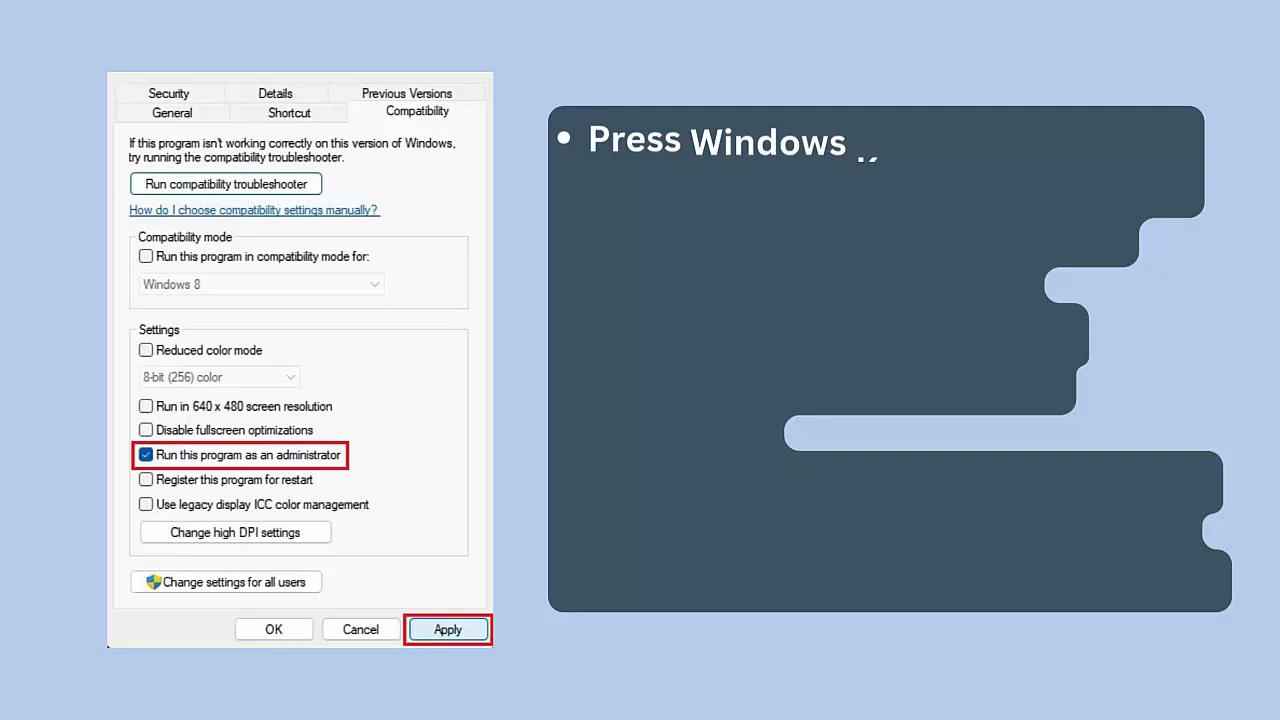 Security Details Previous Versions
General Shortcut Compatibility
If this program isn't working correctly on this version of Windows,
try running the compatibility troubleshooter.
Run compatibility troubleshooter
How do I choose compatibility settings manually?
Compatibility mode
Run this program in compatibility mode for:
Windows 8
Settings
Reduced color mode
8-bit (256) color
Run in 640 x 480 screen resolution
Disable fullscreen optimizations
Run this program as an administrator
Register this program for restart
Use legacy display ICC color management
Change high DPI settings
Change settings for all users
OK Cancel Apply
• Press Windows